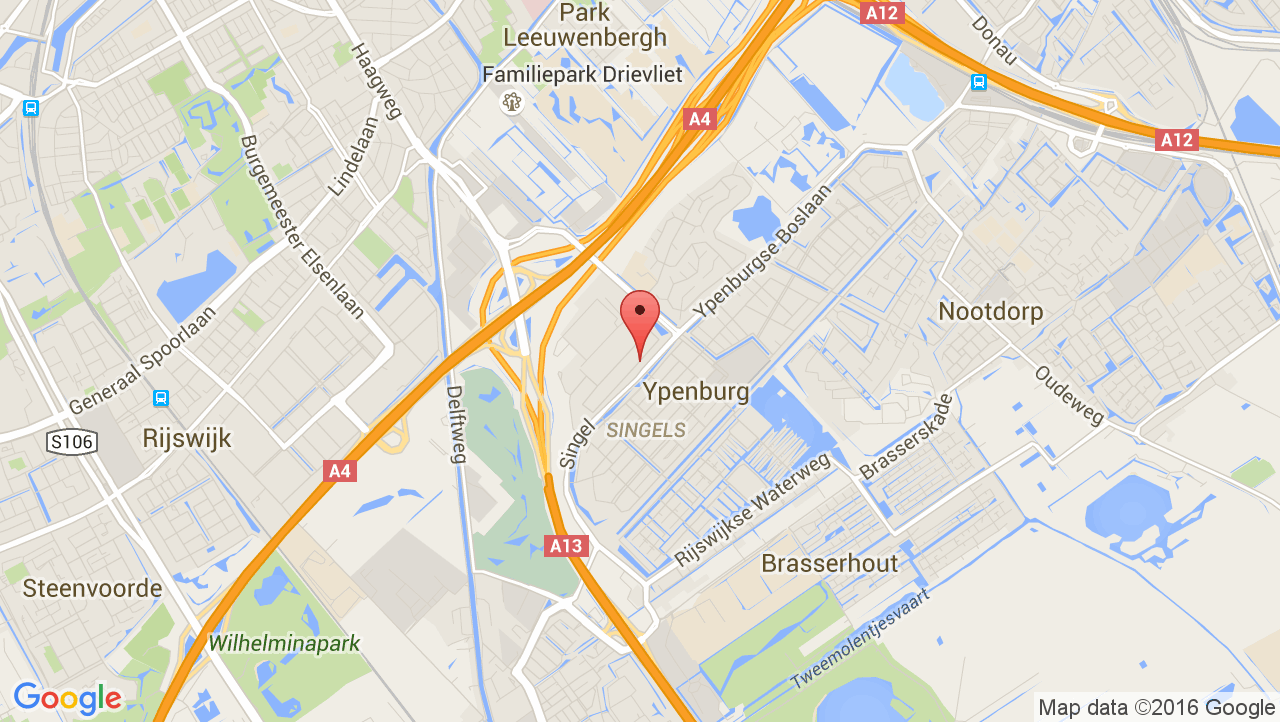 Park
Leeuwenbergh
A12
Donau
Familiepark Drievliet
Haagweg
A4
A12
Lindelaan
Burgemeester Elsenlaan
Ypenburgse Boslaan
Nootdorp
Generaal Spoorlaan
Ypenburg
Oudeweg
Delftweg
Singel
SINGELS
Brasserskade
S106
Rijswijk
A4
Rijswijkse Waterweg
A13
Brasserhout
Steenvoorde
Tweemolentjesvaart
Wilhelminapark
Google
Map data ©2016 Google